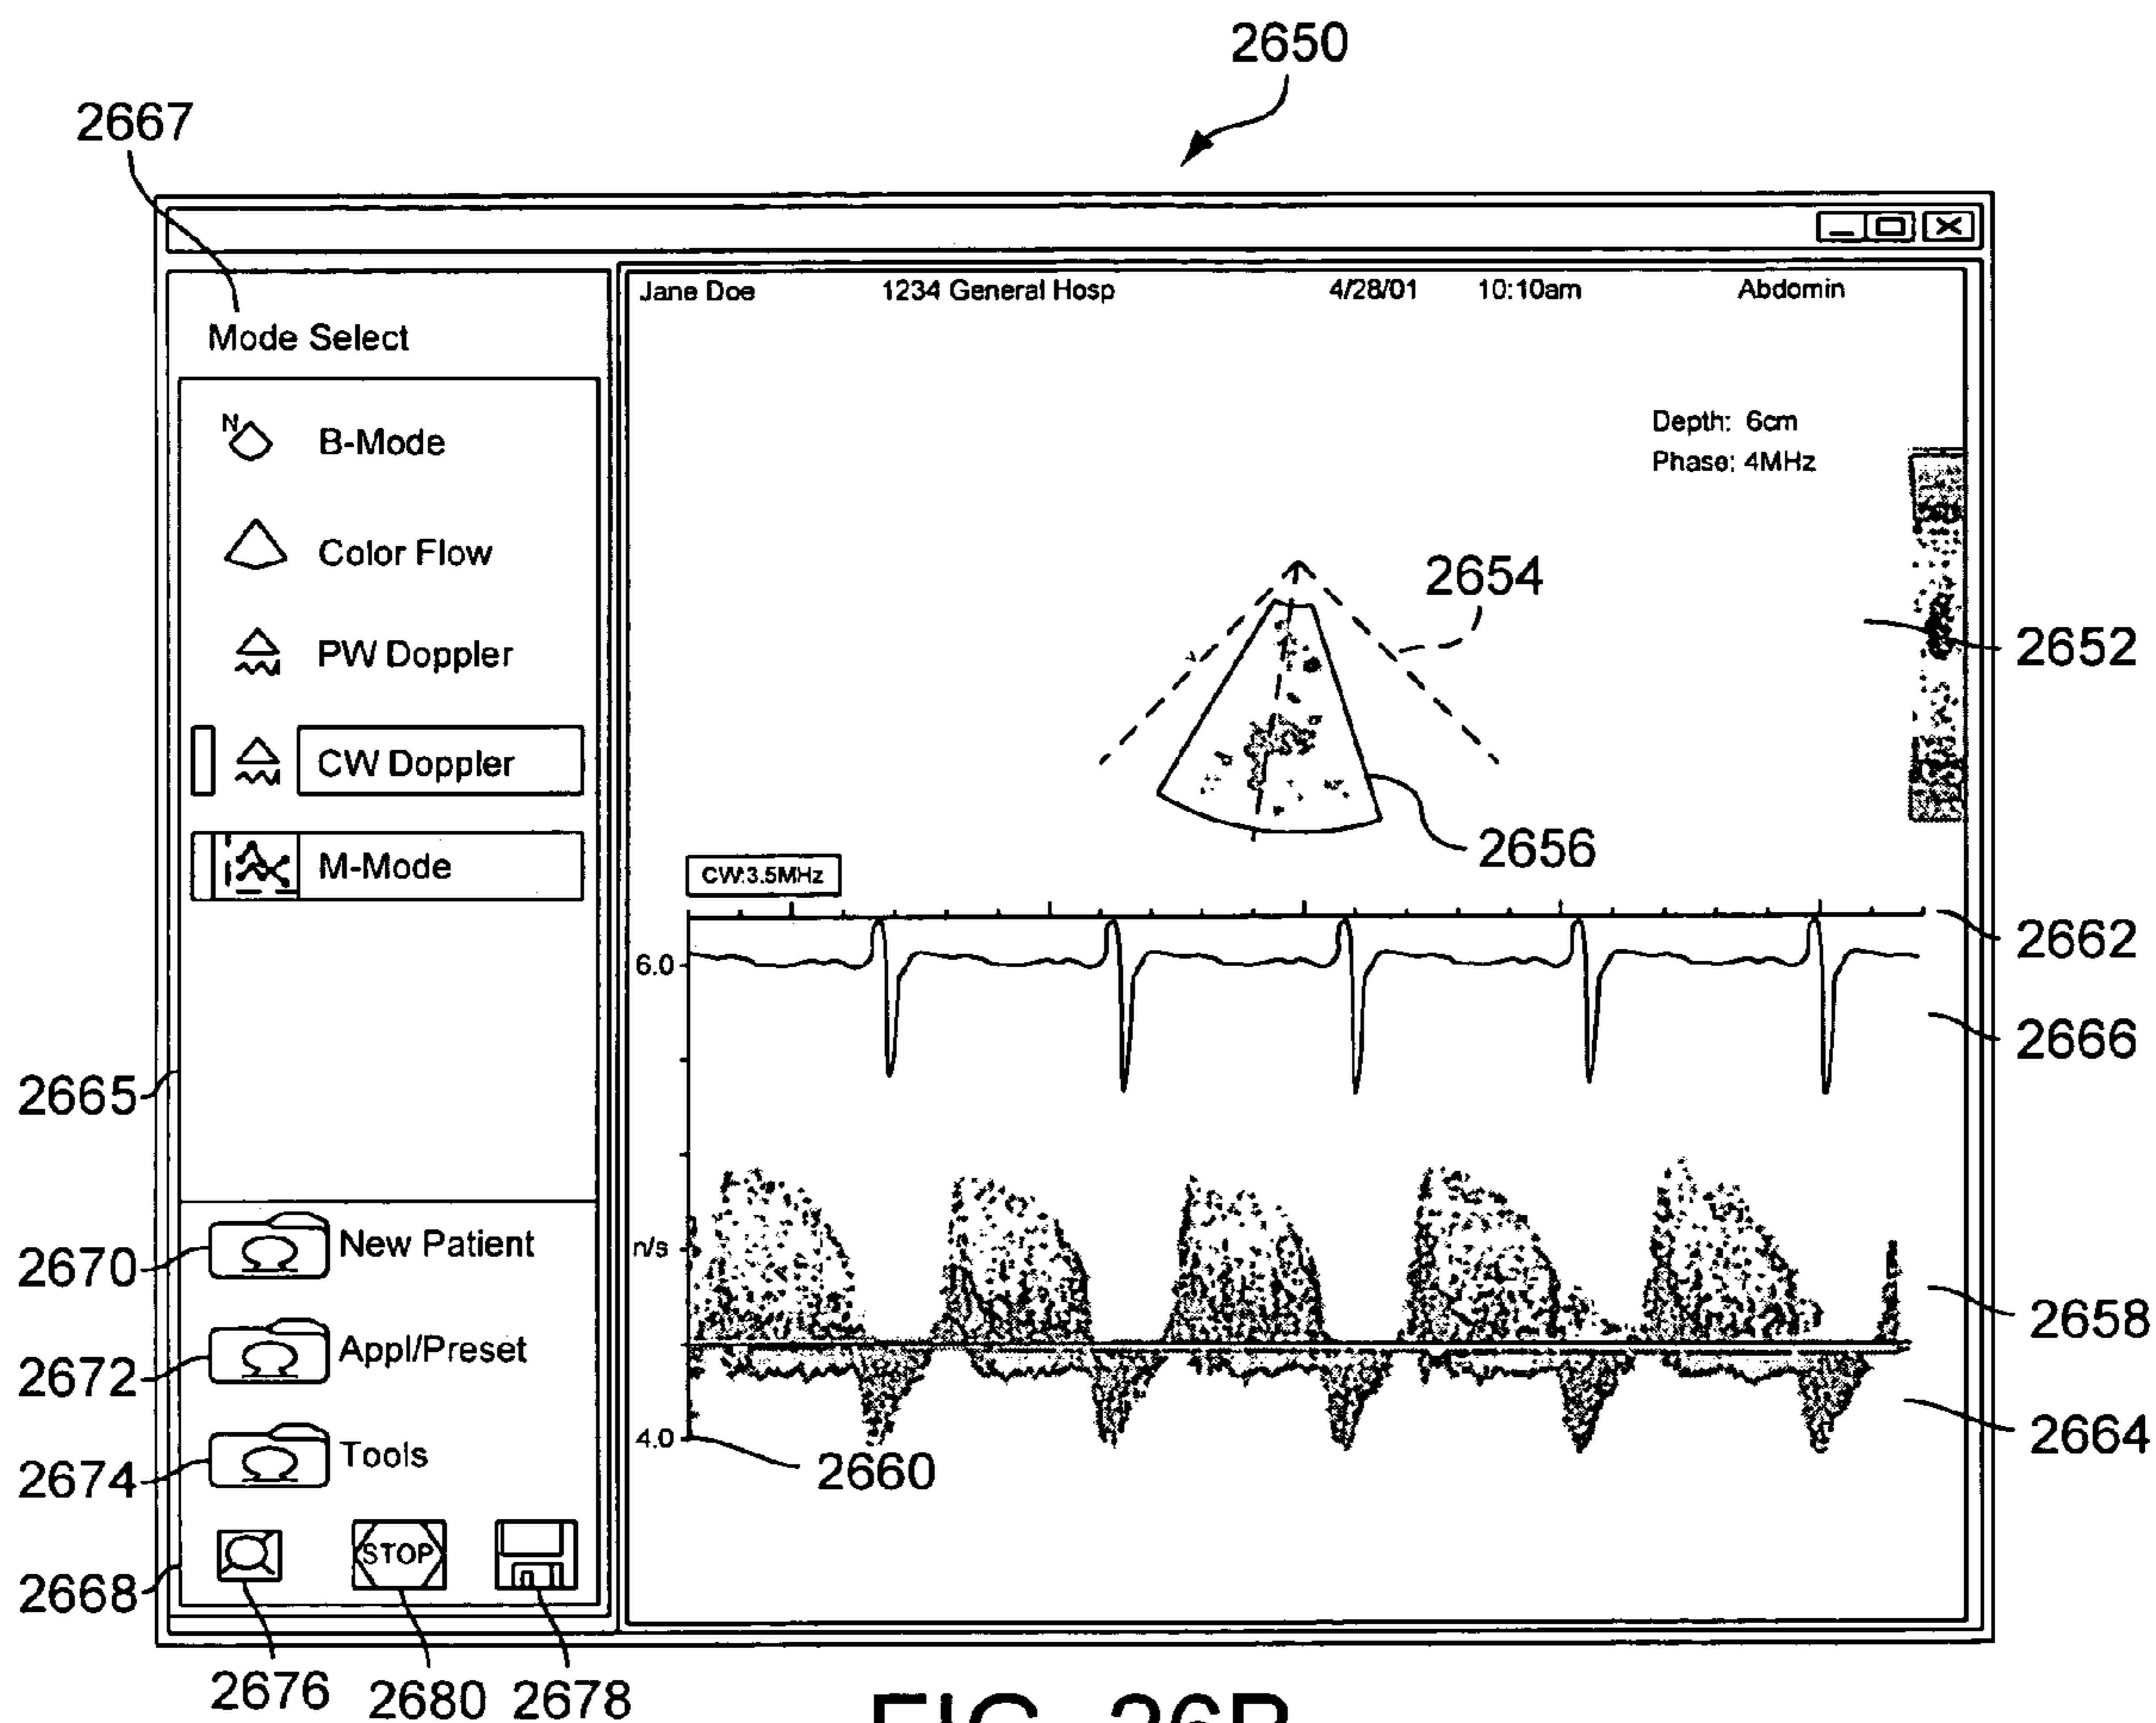 2650
2667
Jane Doe 1234 General Hosp 4/28/01 10:10am Abdomin
Mode Select
Depth: 6cm
Phase: 4MHz
N
B-Mode
Color Flow
PW Doppler
CW Doppler
M-Mode
2654
2652
2656
CW:3.5MHz
2662
6.0
2666
2665
New Patient
2670
n/s
2658
Appl/Preset
2672
2664
4.0
2660
Tools
2674
STOP
2668
2676 2680 2678
FIG. 26B